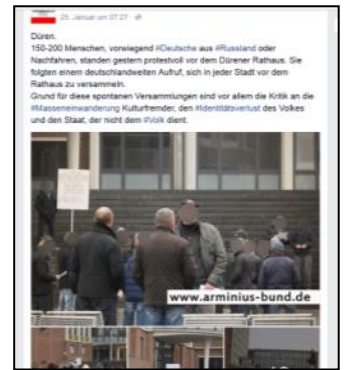 25. Januar um 07:27 ·
Düren.
150-200 Menschen, vorwiegend #Deutsche aus #Russland oder
Nachfahren, standen gestern protestvoll vor dem Dürener Rathaus. Sie
folgten einem deutschlandweiten Aufruf, sich in jeder Stadt vor dem
Rathaus zu versammeln.
Grund für diese spontanen Versammlungen sind vor allem die Kritik an die
#Masseneinwanderung Kulturfremder, den #Identitätsverlust des Volkes
und den Staat, der nicht dem #Volk dient.
www.arminius-bund.de